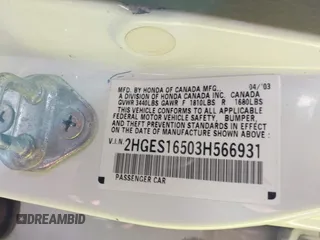 MFD. BY HONDA OF CANADA MFG., 04/03
A DIVISION OF HONDA CANADA INC. CANADA
GVWR 3440LBS GAWR F 1810LBS R 1680LBS
THIS VEHICLE CONFORMS TO ALL APPLICABLE
FEDERAL MOTOR VEHICLE SAFETY, BUMPER,
AND THEFT PREVENTION STANDARDS IN EFFECT
ON THE DATE OF MANUFACTURE SHOWN ABOVE.
V.I.N. 2HGES16503H566931
PASSENGER CAR
DREAMBID